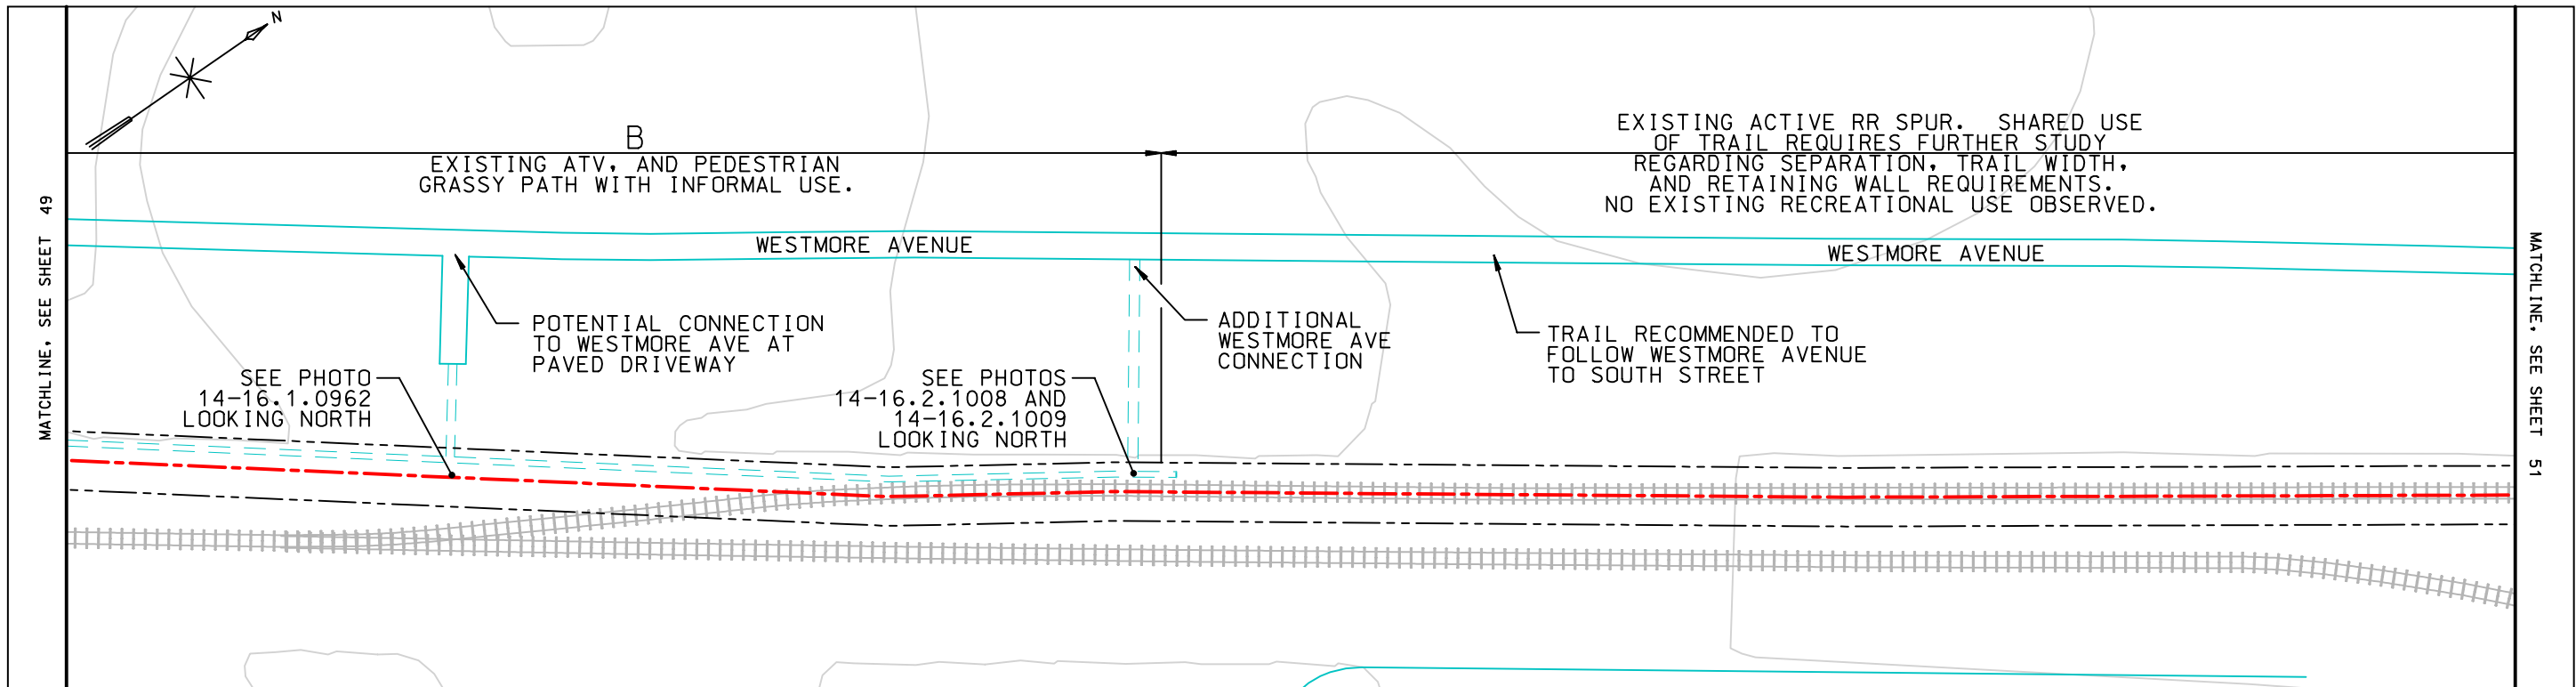 N
B
EXISTING ATV, AND PEDESTRIAN
GRASSY PATH WITH INFORMAL USE.
EXISTING ACTIVE RR SPUR. SHARED USE
OF TRAIL REQUIRES FURTHER STUDY
REGARDING SEPARATION, TRAIL WIDTH,
AND RETAINING WALL REQUIREMENTS.
NO EXISTING RECREATIONAL USE OBSERVED.
MATCHLINE, SEE SHEET 49
WESTMORE AVENUE
WESTMORE AVENUE
MATCHLINE, SEE SHEET 51
POTENTIAL CONNECTION
TO WESTMORE AVE AT
PAVED DRIVEWAY
ADDITIONAL
WESTMORE AVE
CONNECTION
TRAIL RECOMMENDED TO
FOLLOW WESTMORE AVENUE
TO SOUTH STREET
SEE PHOTO
14-16.1.0962
LOOKING NORTH
SEE PHOTOS
14-16.2.1008 AND
14-16.2.1009
LOOKING NORTH